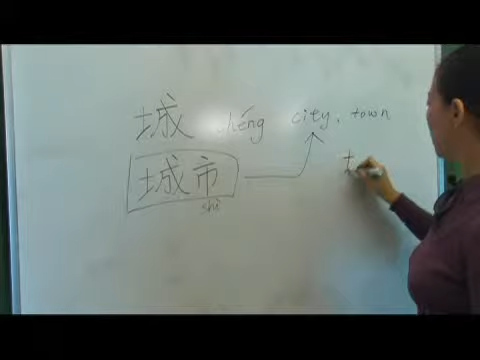 城 chéng city, town
城市
shì
t